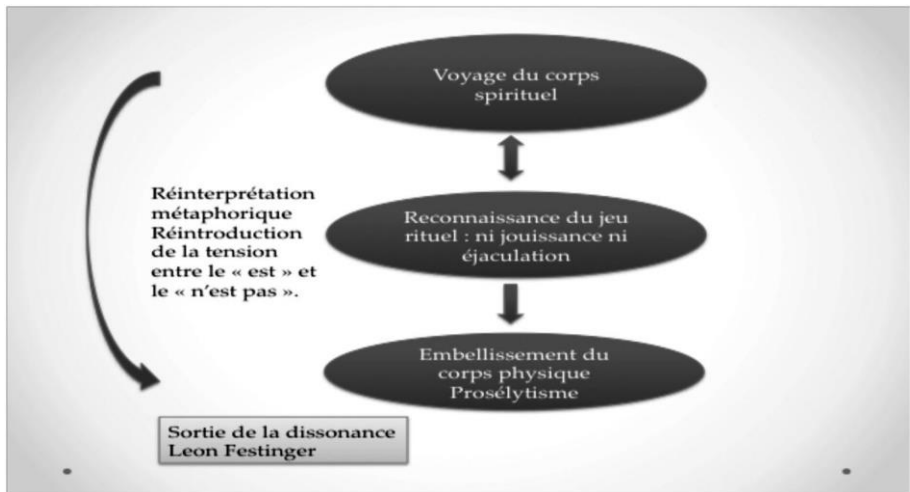 Voyage du corps
spirituel
Réinterprétation
métaphorique
Réintroduction
de la tension
entre le « est » et
le « n’est pas ».
Reconnaissance du jeu
rituel : ni jouissance ni
éjaculation
Embellissement du
corps physique
Prosélytisme
Sortie de la dissonance
Leon Festinger